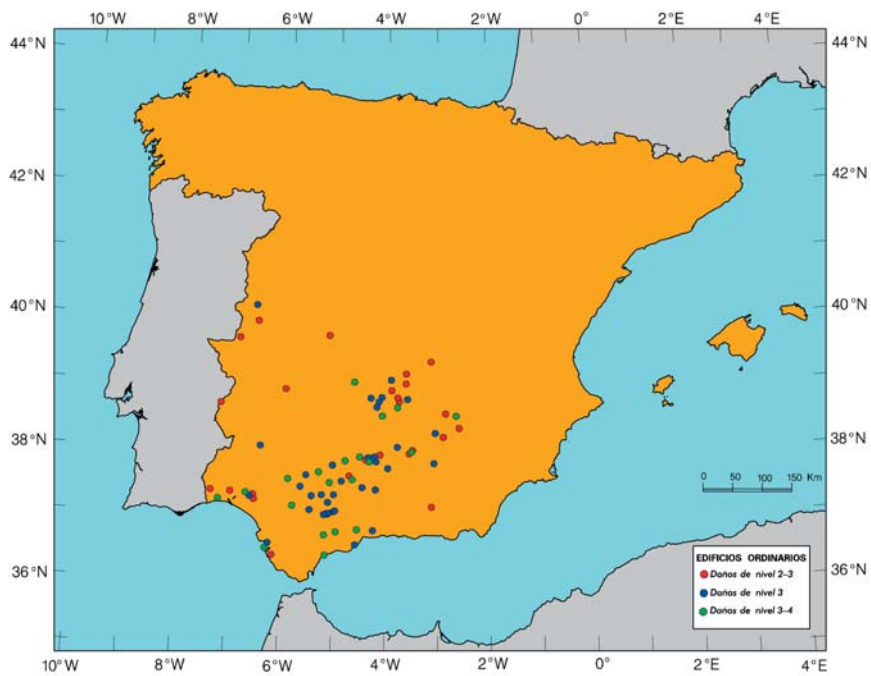 10°W 8°W 6°W 4°W 2°W 0° 2°E 4°E
44°N 44°N
42°N 42°N
40°N 40°N
38°N 38°N
0 50 100 150 Km
EDIFICIOS ORDINARIOS
Daños de nivel 2-3
36°N 36°N
Daños de nivel 3
Daños de nivel 3-4
10°W 8°W 6°W 4°W 2°W 0° 2°E 4°E